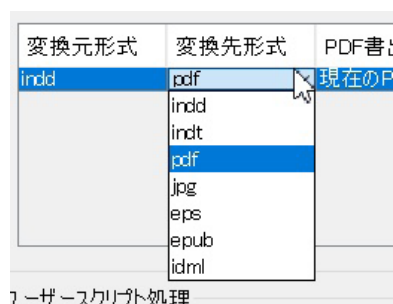 変換元形式 変換先形式 PDF書
indd pdf 現在のP
indd
indt
pdf
jpg
eps
epub
idml
ーザースクリプト処理